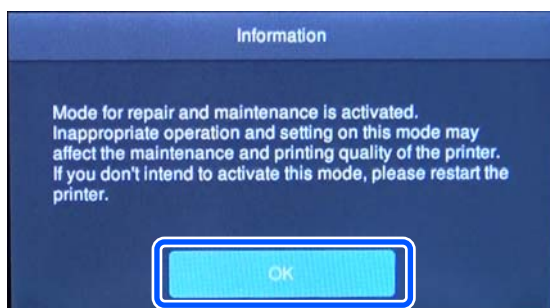 Information
Mode for repair and maintenance is activated.
Inappropriate operation and setting on this mode may
affect the maintenance and printing quality of the printer.
If you don't intend to activate this mode, please restart the
printer.
OK